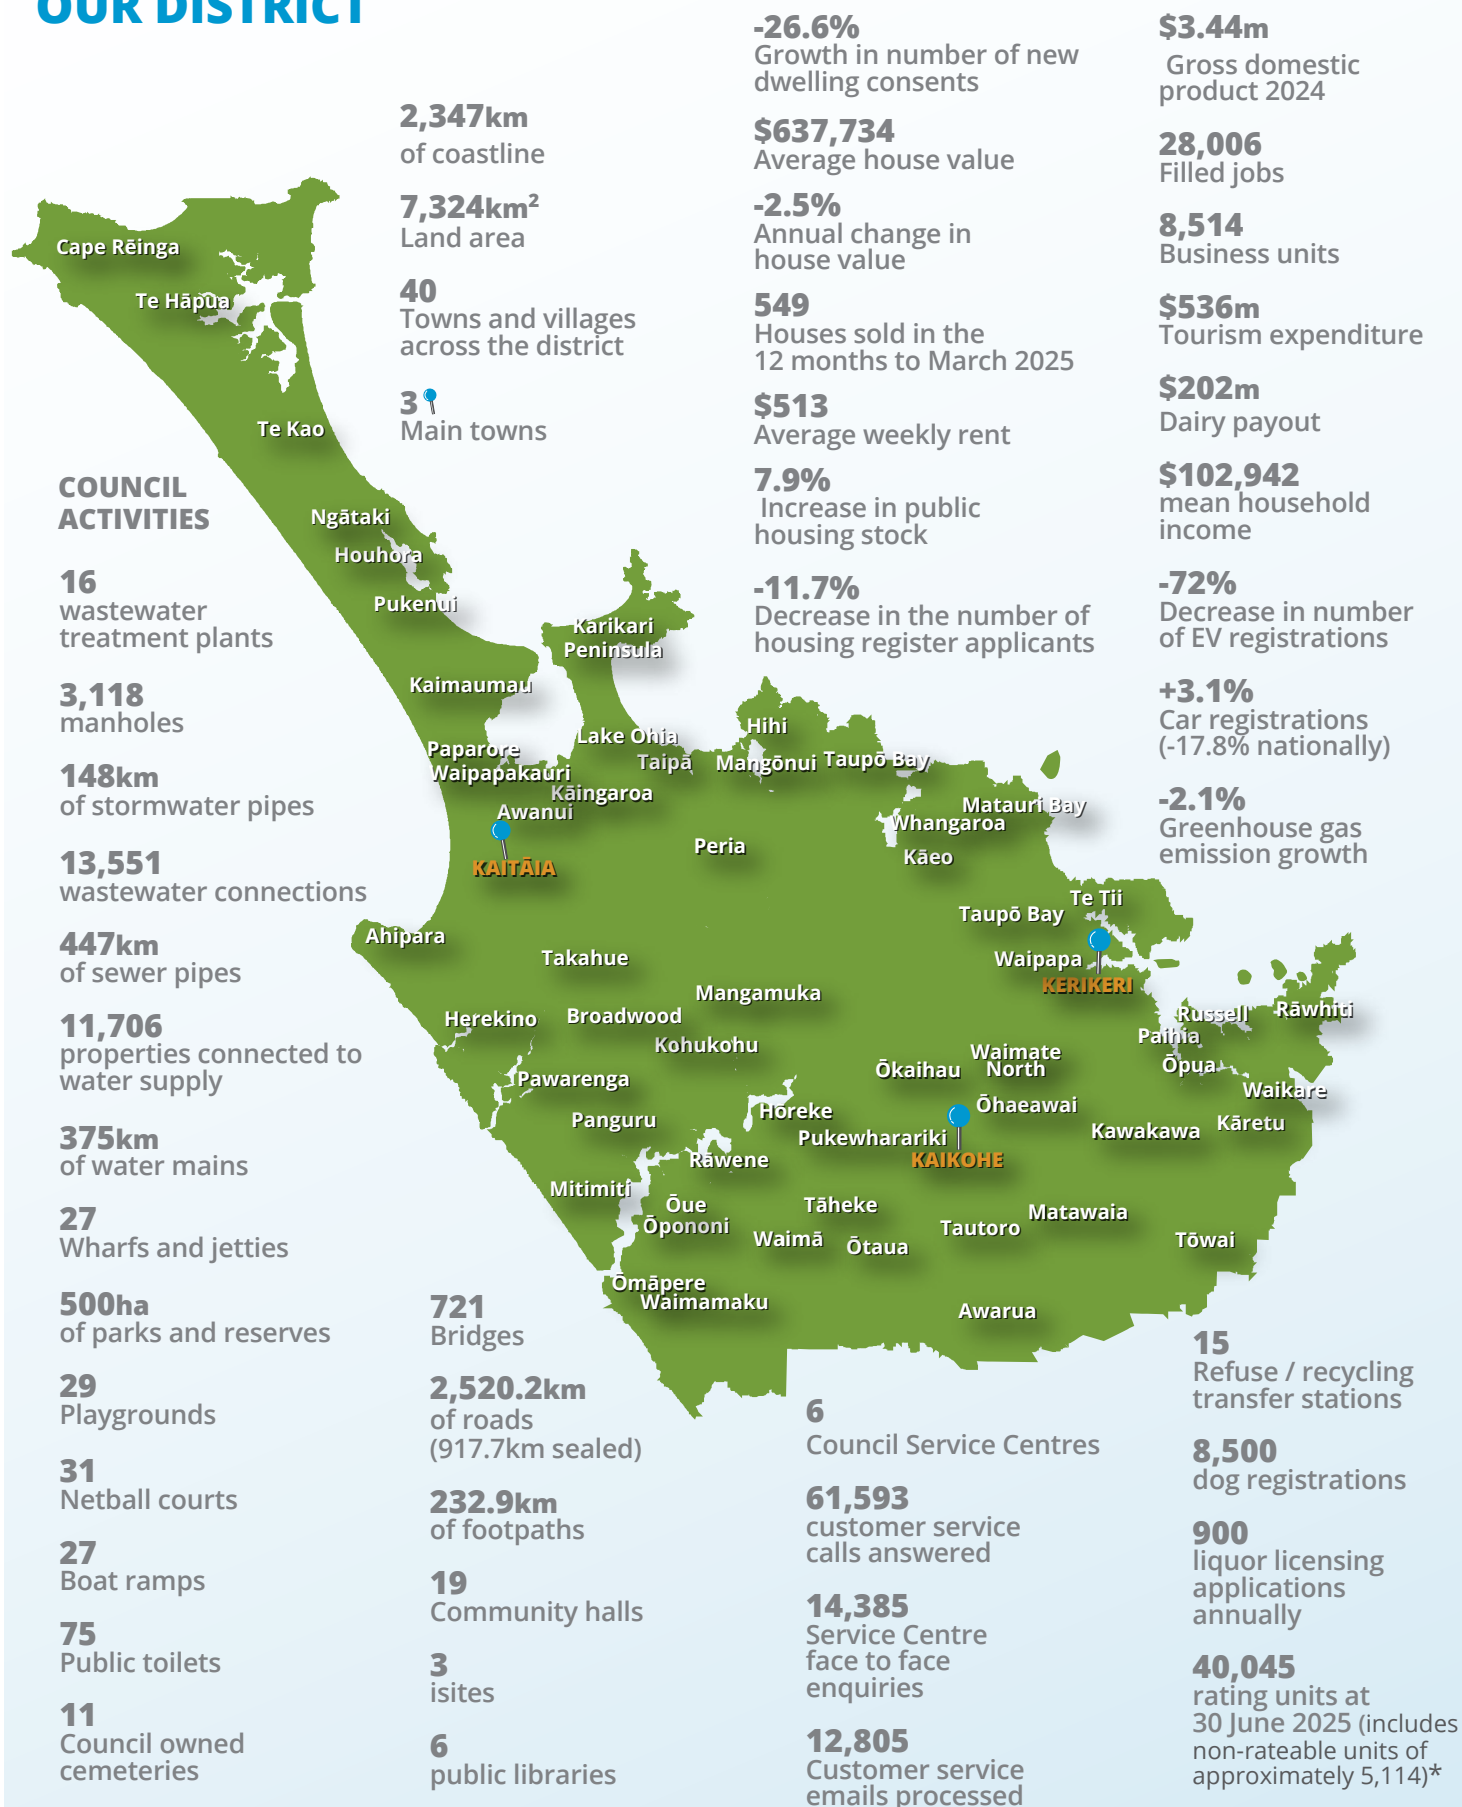 OUR DISTRICT
2,347km
of coastline
7,324km²
Land area
40
Towns and villages
across the district
3
Main towns
-26.6%
Growth in number of new
dwelling consents
$637,734
Average house value
-2.5%
Annual change in
house value
549
Houses sold in the
12 months to March 2025
$513
Average weekly rent
7.9%
Increase in public
housing stock
-11.7%
Decrease in the number of
housing register applicants
$3.44m
Gross domestic
product 2024
28,006
Filled jobs
8,514
Business units
$536m
Tourism expenditure
$202m
Dairy payout
$102,942
mean household
income
-72%
Decrease in number
of EV registrations
+3.1%
Car registrations
(-17.8% nationally)
-2.1%
Greenhouse gas
emission growth
Cape Rēinga
Te Hāpua
Te Kao
Ngātaki
Houhora
Pukenui
Karikari
Peninsula
Kaimaumau
Lake Ohia
Hihi
Paparore
Taipā
Mangōnui
Taupō Bay
Waipapakauri
Kāingaroa
Awanui
Matauri Bay
Whangaroa
KAITĀIA
Peria
Kāeo
Te Tii
Taupō Bay
Ahipara
Takahue
Waipapa
KERIKERI
Mangamuka
Herekino
Broadwood
Russell
Rāwhiti
Kohukohu
Paihia
Waimate
North
Ōkaihau
Ōpua
Pawarenga
Waikare
Ōhaeawai
Horeke
Panguru
Kāretu
Kawakawa
Pukewharariki
KAIKOHE
Rāwene
Mitimiti
Ōue
Tāheke
Matawaia
Ōpononi
Tautoro
Waimā
Ōtaua
Tōwai
Ōmāpere
Waimamaku
Awarua
COUNCIL
ACTIVITIES
16
wastewater
treatment plants
3,118
manholes
148km
of stormwater pipes
13,551
wastewater connections
447km
of sewer pipes
11,706
properties connected to
water supply
375km
of water mains
27
Wharfs and jetties
500ha
of parks and reserves
29
Playgrounds
31
Netball courts
27
Boat ramps
75
Public toilets
11
Council owned
cemeteries
721
Bridges
2,520.2km
of roads
(917.7km sealed)
232.9km
of footpaths
19
Community halls
3
isites
6
public libraries
6
Council Service Centres
61,593
customer service
calls answered
14,385
Service Centre
face to face
enquiries
12,805
Customer service
emails processed
15
Refuse / recycling
transfer stations
8,500
dog registrations
900
liquor licensing
applications
annually
40,045
rating units at
30 June 2025 (includes
non-rateable units of
approximately 5,114)*